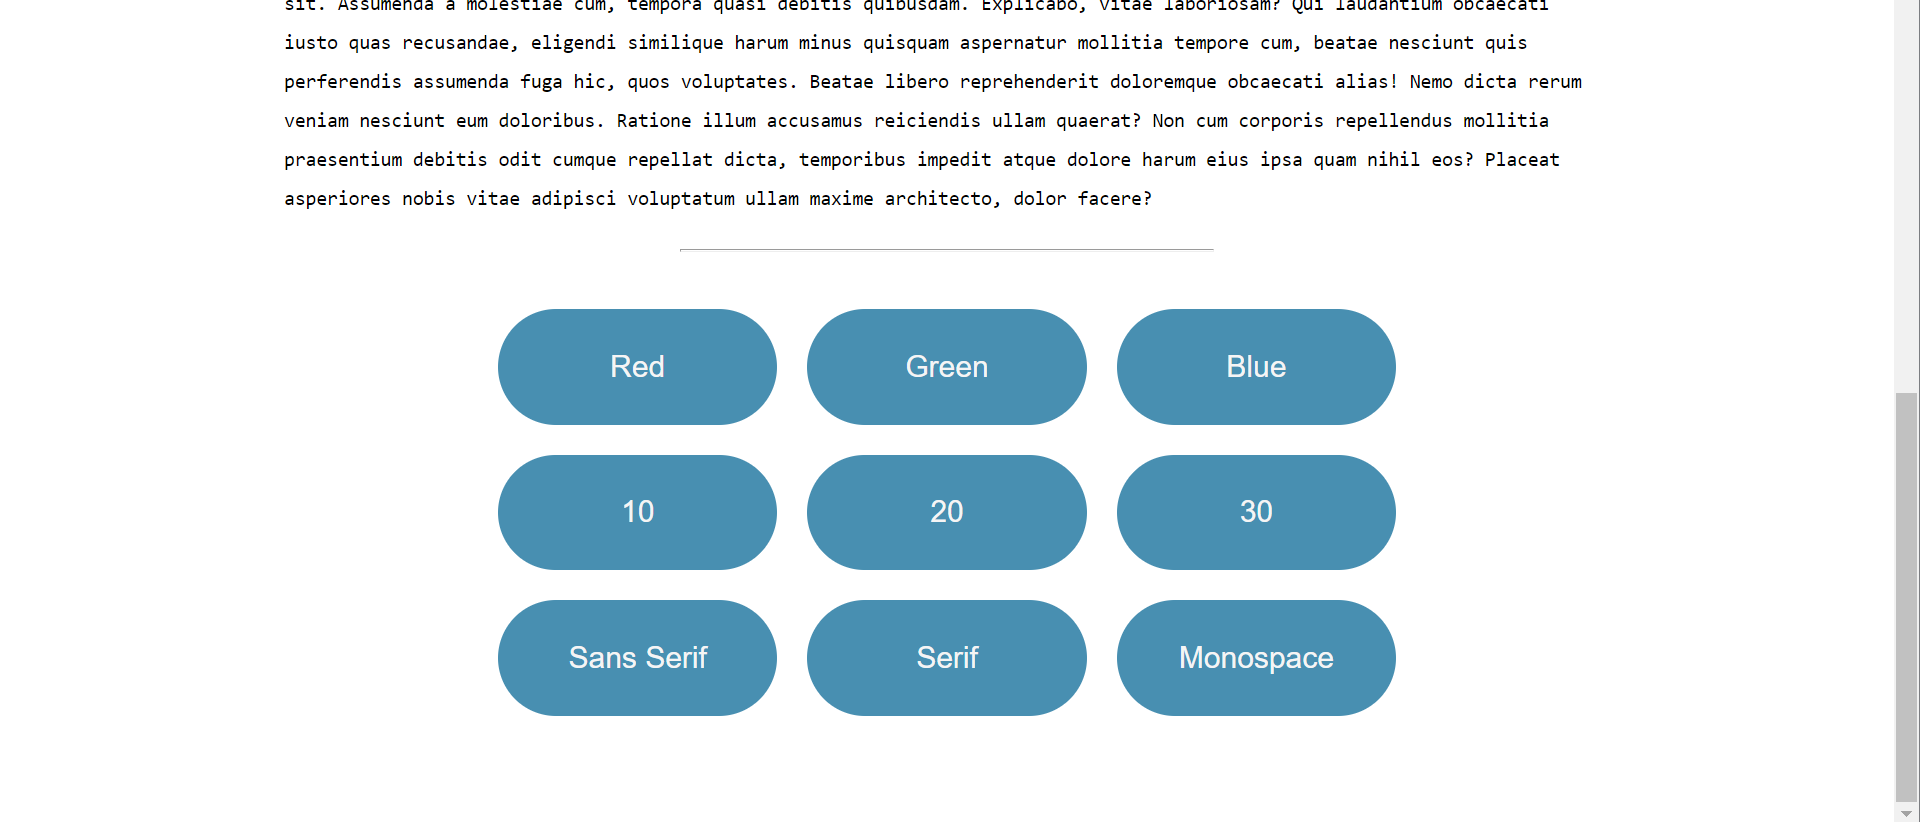 sit. Assumenda a molestiae cum, tempora quasi debitis quibusdam. Explicabo, vitae laboriosam? Qui laudantium obcaecati
iusto quas recusandae, eligendi similique harum minus quisquam aspernatur mollitia tempore cum, beatae nesciunt quis
perferendis assumenda fuga hic, quos voluptates. Beatae libero reprehenderit doloremque obcaecati alias! Nemo dicta rerum
veniam nesciunt eum doloribus. Ratione illum accusamus reiciendis ullam quaerat? Non cum corporis repellendus mollitia
praesentium debitis odit cumque repellat dicta, temporibus impedit atque dolore harum eius ipsa quam nihil eos? Placeat
asperiores nobis vitae adipisci voluptatum ullam maxime architecto, dolor facere?
Red
Green
Blue
10
20
30
Sans Serif
Serif
Monospace